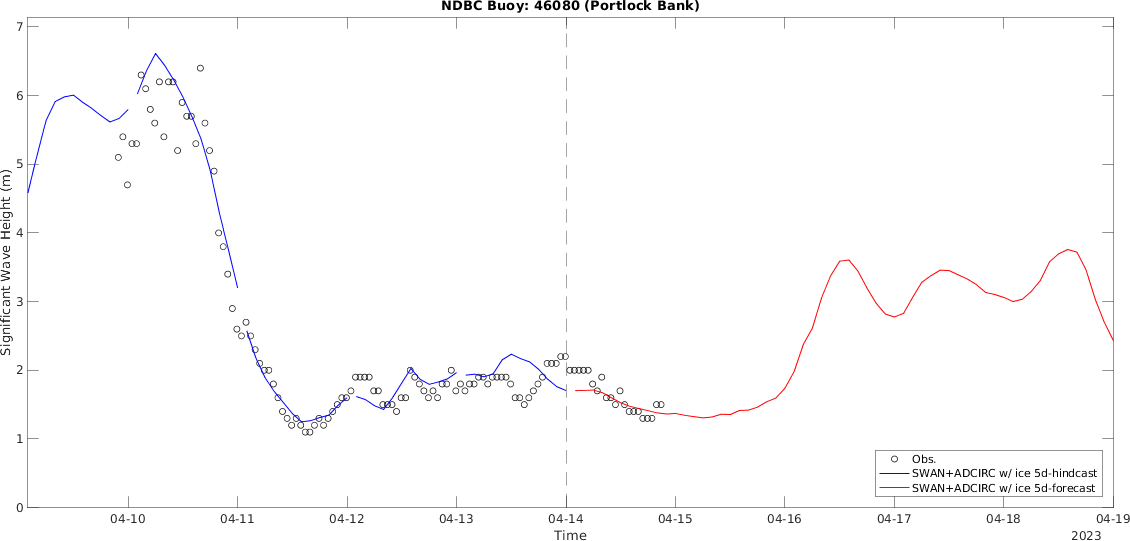 NDBC Buoy: 46080 (Portlock Bank)
7
6
5
4
3
2
1
0
Significant Wave Height (m)
04-10 04-11 04-12 04-13 04-14 04-15 04-16 04-17 04-18 04-19
Time
2023
Obs.
SWAN+ADCIRC w/ ice 5d-hindcast
SWAN+ADCIRC w/ ice 5d-forecast